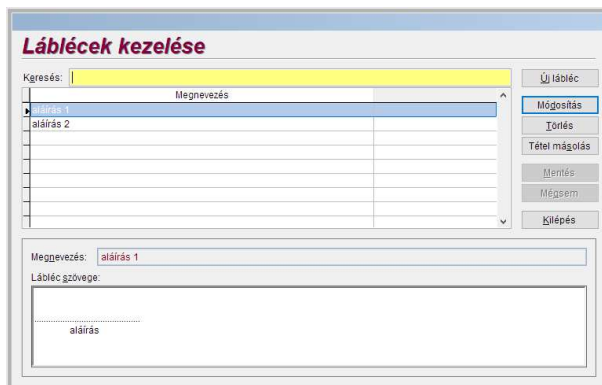 Láblécek kezelése
Keresés:
Új lábléc
Megnevezés
aláírás 1
Módosítás
aláírás 2
Törlés
Tétel másolás
Mentés
Mégsem
Kilépés
Megnevezés: aláírás 1
Lábléc szövege:
........................................
aláírás